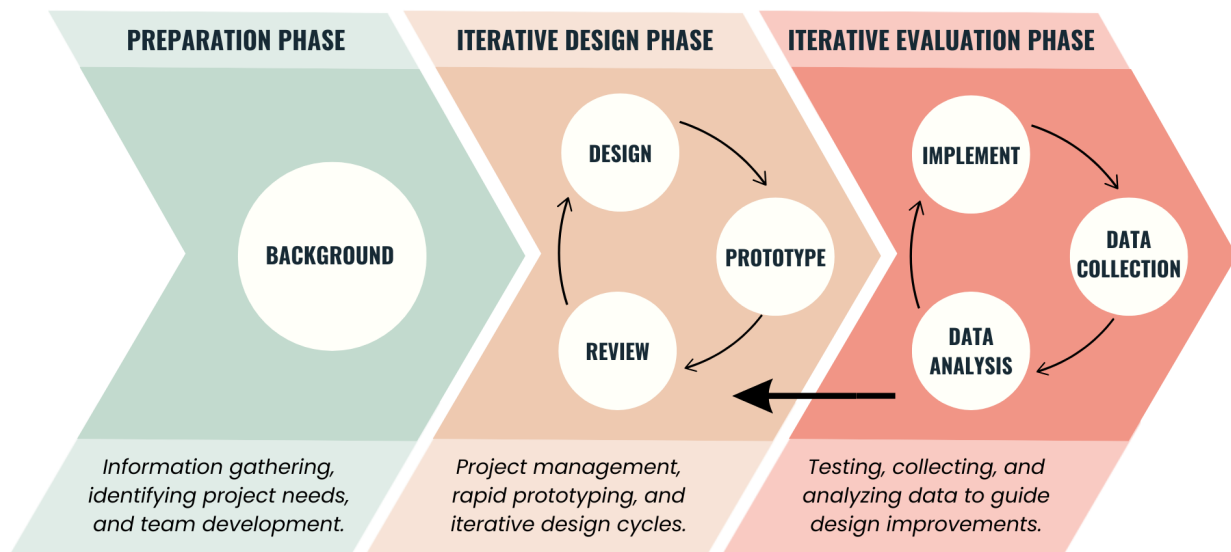 PREPARATION PHASE
BACKGROUND
Information gathering,
identifying project needs,
and team development.
ITERATIVE DESIGN PHASE
DESIGN
PROTOTYPE
REVIEW
Project management,
rapid prototyping, and
iterative design cycles.
ITERATIVE EVALUATION PHASE
IMPLEMENT
DATA
COLLECTION
DATA
ANALYSIS
Testing, collecting, and
analyzing data to guide
design improvements.